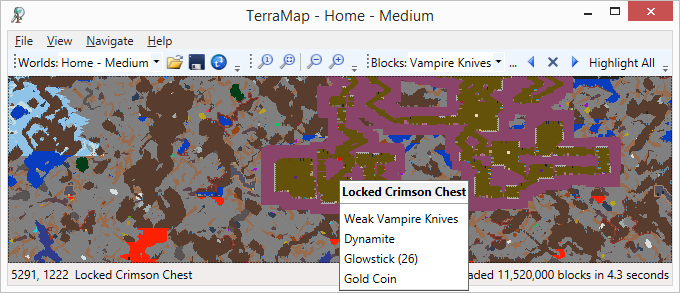 TerraMap - Home - Medium
File View Navigate Help
Worlds: Home - Medium Blocks: Vampire Knives ... Highlight All
Locked Crimson Chest
Weak Vampire Knives
Dynamite
Glowstick (26)
Gold Coin
5291, 1222 Locked Crimson Chest aded 11,520,000 blocks in 4.3 seconds